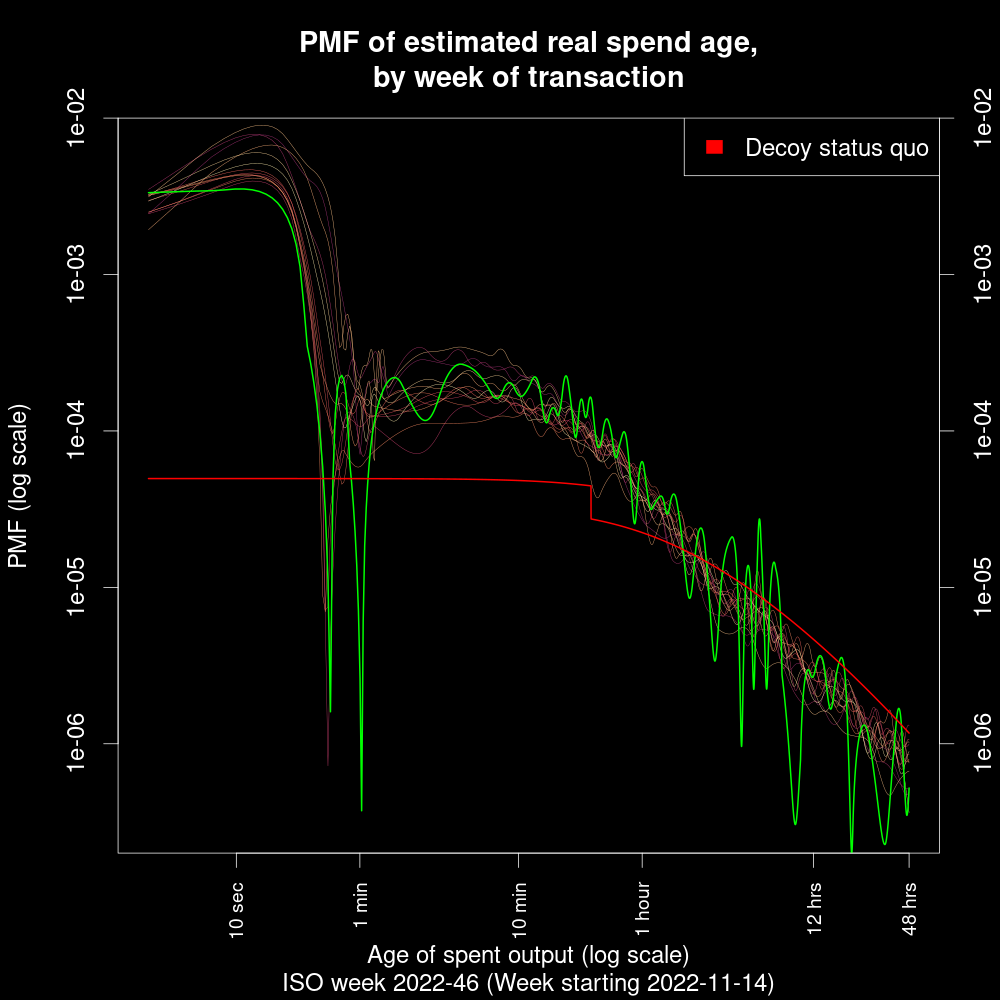 PMF of estimated real spend age,
by week of transaction
Decoy status quo
PMF (log scale)
1e-02
1e-03
1e-04
1e-05
1e-06
1e-02
1e-03
1e-04
1e-05
1e-06
10 sec
1 min
10 min
1 hour
12 hrs
48 hrs
Age of spent output (log scale)
ISO week 2022-46 (Week starting 2022-11-14)